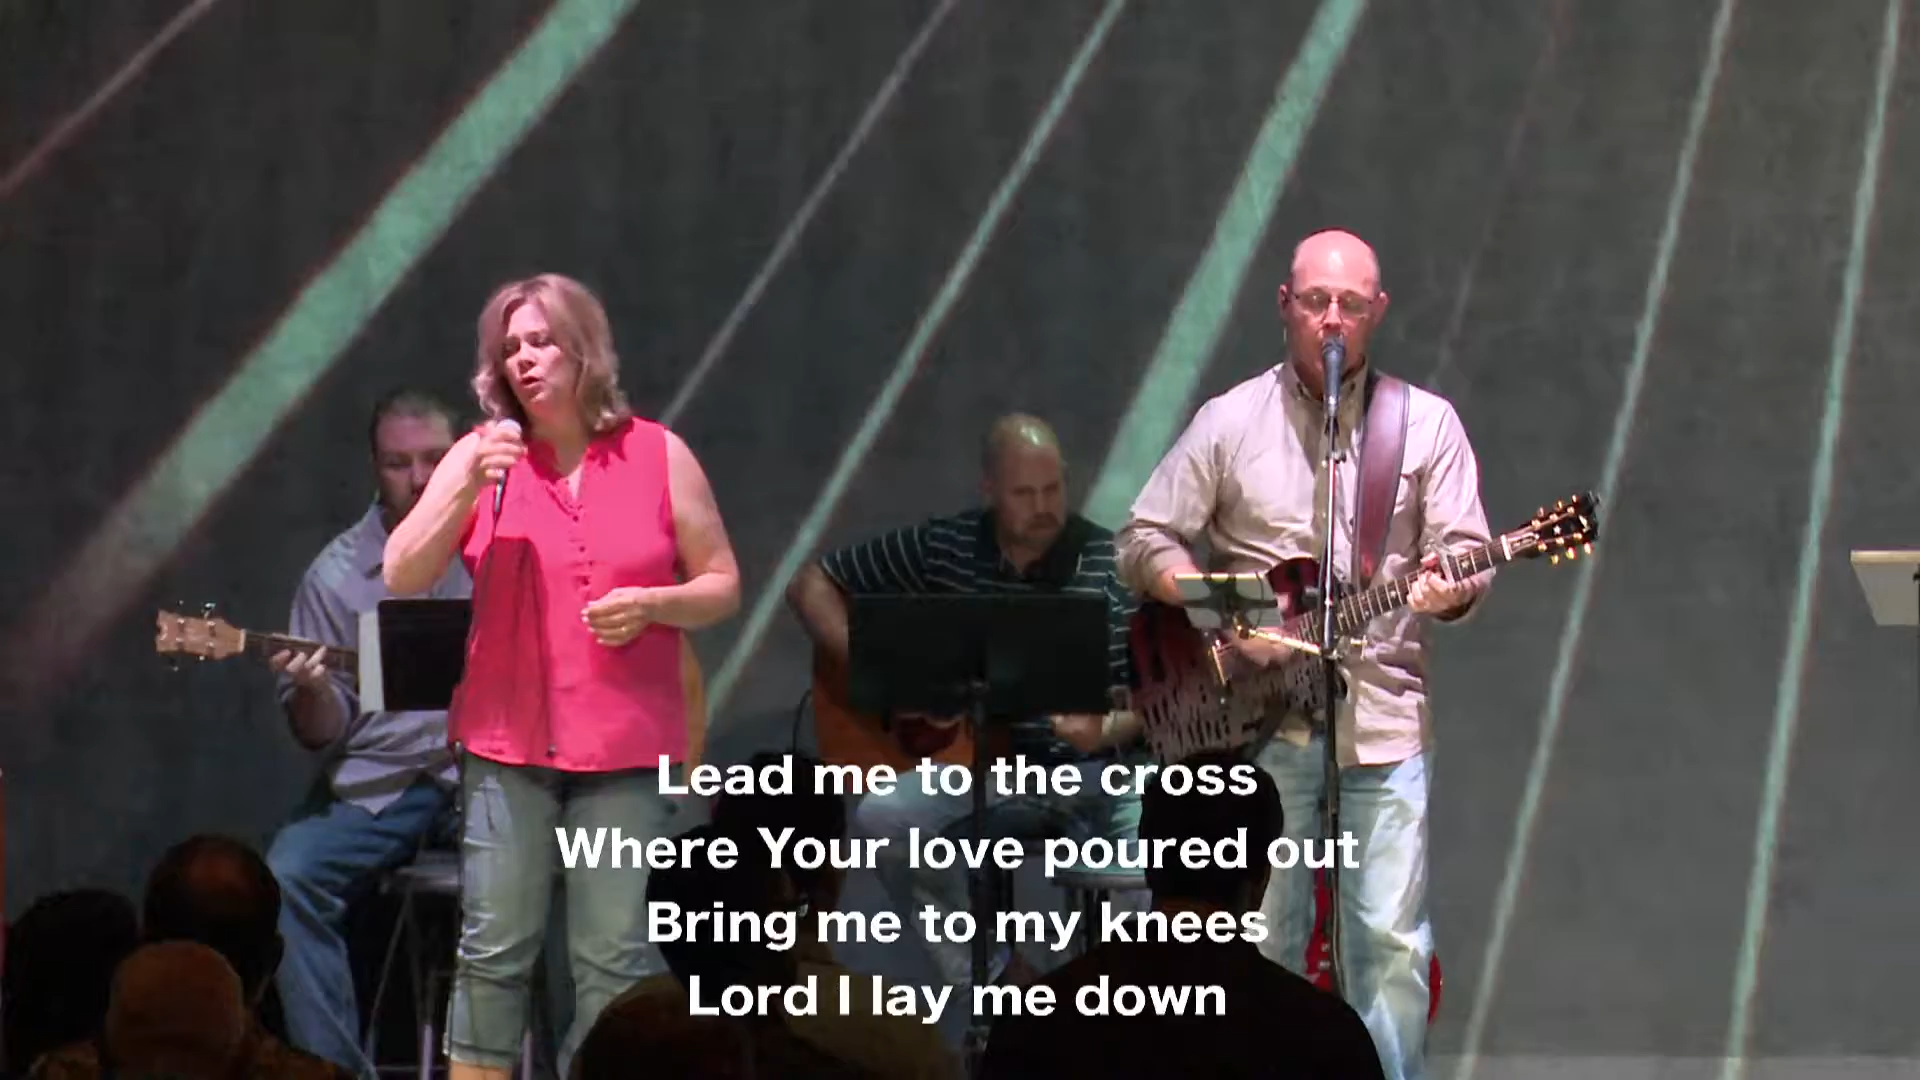 Lead me to the cross
Where Your love poured out
Bring me to my knees
Lord I lay me down